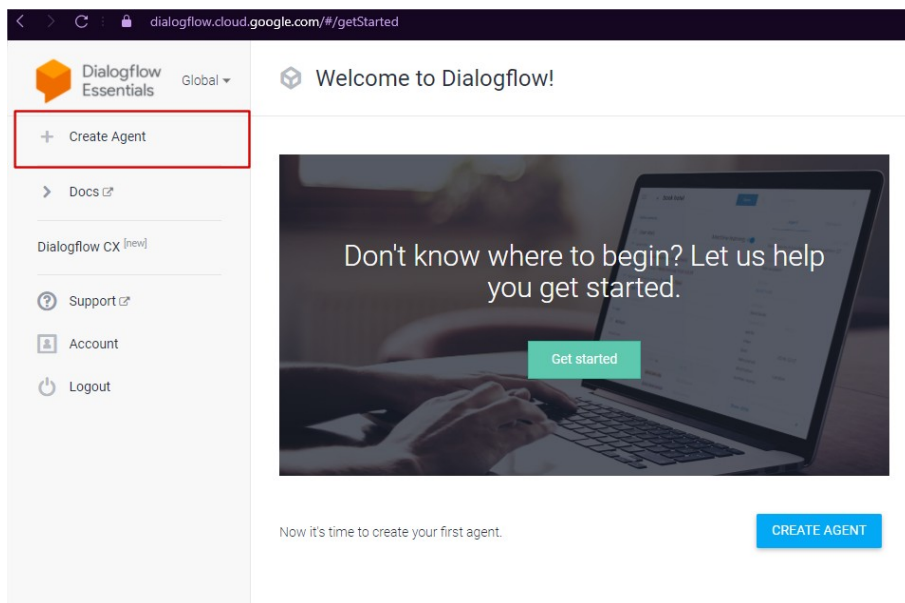 dialogflow.cloud.google.com/#/getStarted
Dialogflow
Essentials
Global
Welcome to Dialogflow!
Create Agent
Docs
Dialogflow CX [new]
Support
Account
Logout
Don't know where to begin? Let us help
you get started.
Get started
Now it's time to create your first agent.
CREATE AGENT